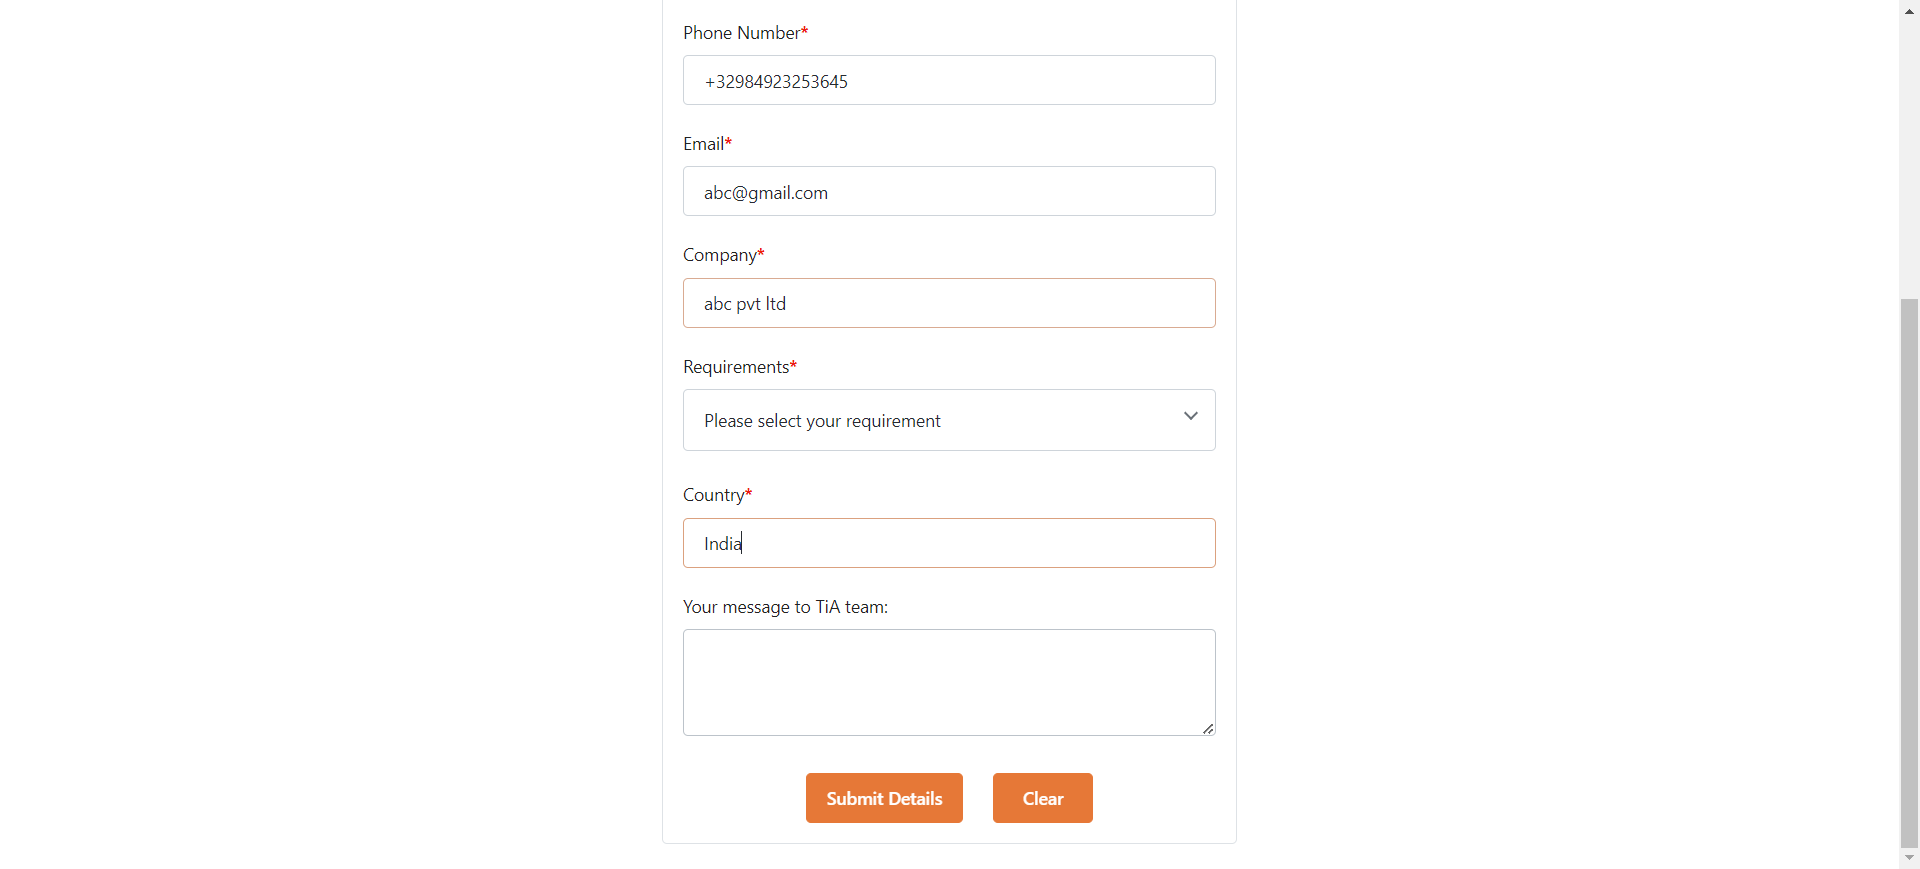 Phone Number*
+32984923253645
Email*
abc@gmail.com
Company*
abc pvt ltd
Requirements*
Please select your requirement
Country*
India
Your message to TiA team:
Submit Details
Clear